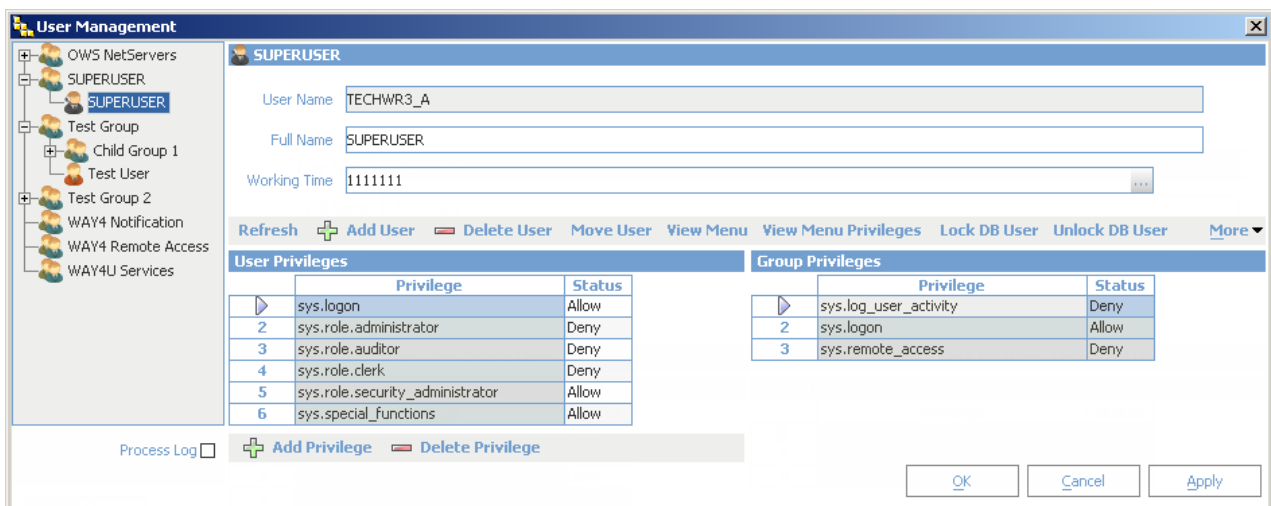 User Management
OWS NetServers
SUPERUSER
SUPERUSER
Test Group
Child Group 1
Test User
Test Group 2
WAY4 Notification
WAY4 Remote Access
WAY4U Services
Process Log
SUPERUSER
User Name TECHWR3_A
Full Name SUPERUSER
Working Time 1111111 ...
Refresh Add User Delete User Move User View Menu View Menu Privileges Lock DB User Unlock DB User More
User Privileges
Privilege Status
sys.logon Allow
2 sys.role.administrator Deny
3 sys.role.auditor Deny
4 sys.role.clerk Deny
5 sys.role.security_administrator Allow
6 sys.special_functions Allow
Add Privilege Delete Privilege
Group Privileges
Privilege Status
sys.log_user_activity Deny
2 sys.logon Allow
3 sys.remote_access Deny
OK Cancel Apply